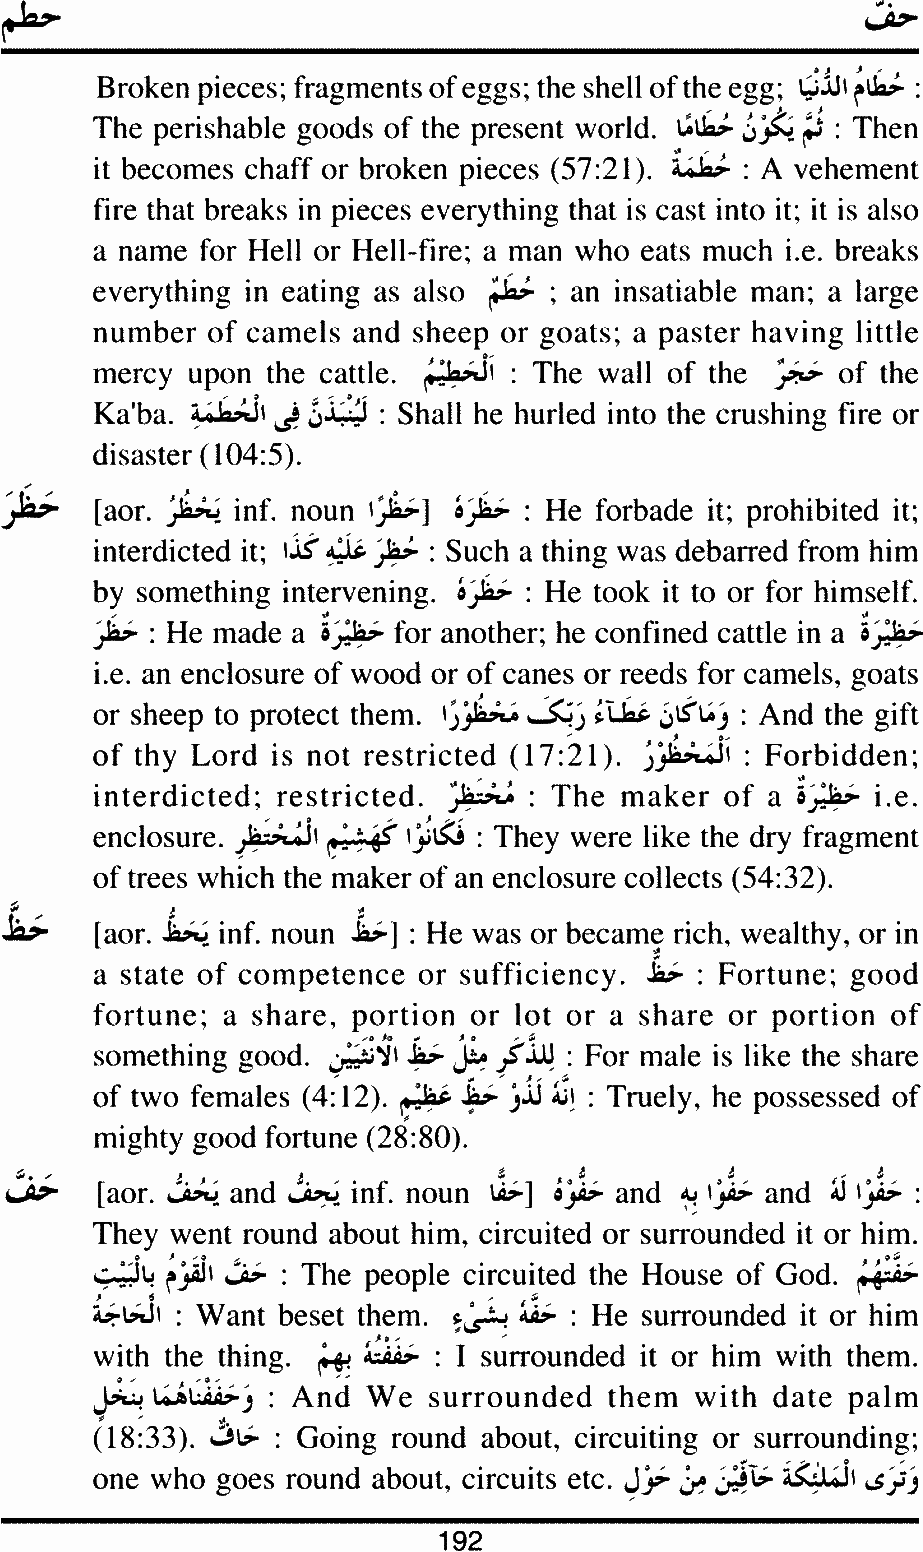 حطم حفّ
Broken pieces; fragments of eggs; the shell of the egg; حُطَامُ الدُّنْيَا :
The perishable goods of the present world. ثُمَّ يَكُوْنُ حُطَامًا : Then
it becomes chaff or broken pieces (57:21). حُطَمَةٌ : A vehement
fire that breaks in pieces everything that is cast into it; it is also
a name for Hell or Hell-fire; a man who eats much i.e. breaks
everything in eating as also حُطَمٌ ; an insatiable man; a large
number of camels and sheep or goats; a paster having little
mercy upon the cattle. اَلْحَطِيْمُ : The wall of the حَجَرٌ of the
Ka'ba. لَيُنْبَذَنَّ فِى الْحُطَمَةِ : Shall he hurled into the crushing fire or
disaster (104:5).
حَظَرَ [aor. يَحْظُرُ inf. noun حَظْرًا] حَظَرَهُ : He forbade it; prohibited it;
interdicted it; حُظِرَ عَلَيْهِ كَذَا : Such a thing was debarred from him
by something intervening. حَظَرَهُ : He took it to or for himself.
حَظَرَ : He made a حَظِيْرَةٌ for another; he confined cattle in a حَظِيْرَةٌ
i.e. an enclosure of wood or of canes or reeds for camels, goats
or sheep to protect them. وَمَاكَانَ عَطَآءُ رَبِّكَ مَحْظُوْرًا : And the gift
of thy Lord is not restricted (17:21). اَلْمَحْظُوْرُ : Forbidden;
interdicted; restricted. مُحْتَظِرٌ : The maker of a حَظِيْرَةٌ i.e.
enclosure. فَكَانُوْا كَهَشِيْمِ الْمُحْتَظِرِ : They were like the dry fragment
of trees which the maker of an enclosure collects (54:32).
حَظَّ [aor. يَحَظُّ inf. noun حَظٌّ] : He was or became rich, wealthy, or in
a state of competence or sufficiency. حَظٌّ : Fortune; good
fortune; a share, portion or lot or a share or portion of
something good. لِلذَّكَرِ مِثْلُ حَظِّ الْاُنْثَيَيْنِ : For male is like the share
of two females (4:12). اِنَّهُ لَذُوْ حَظٍّ عَظِيْمٍ : Truely, he possessed of
mighty good fortune (28:80).
حَفَّ [aor. يَحُفُّ and يَحِفُّ inf. noun حَفًّا] حَفُّوْهُ and حَفُّوْا بِهِ and حَفُّوْا لَهُ :
They went round about him, circuited or surrounded it or him.
حَفَّ الْقَوْمُ بِالْبَيْتِ : The people circuited the House of God. حَفَّتْهُمُ
الْحَاجَةُ : Want beset them. حَفَّهُ بِشَىْءٍ : He surrounded it or him
with the thing. حَفَفْتُهُ بِهِمْ : I surrounded it or him with them.
وَحَفَفْنَاهُمَا بِنَخْلٍ : And We surrounded them with date palm
(18:33). حَافٌّ : Going round about, circuiting or surrounding;
one who goes round about, circuits etc. وَتَرَى الْمَلٰئِكَةَ حَآفِّيْنَ مِنْ حَوْلِ
192